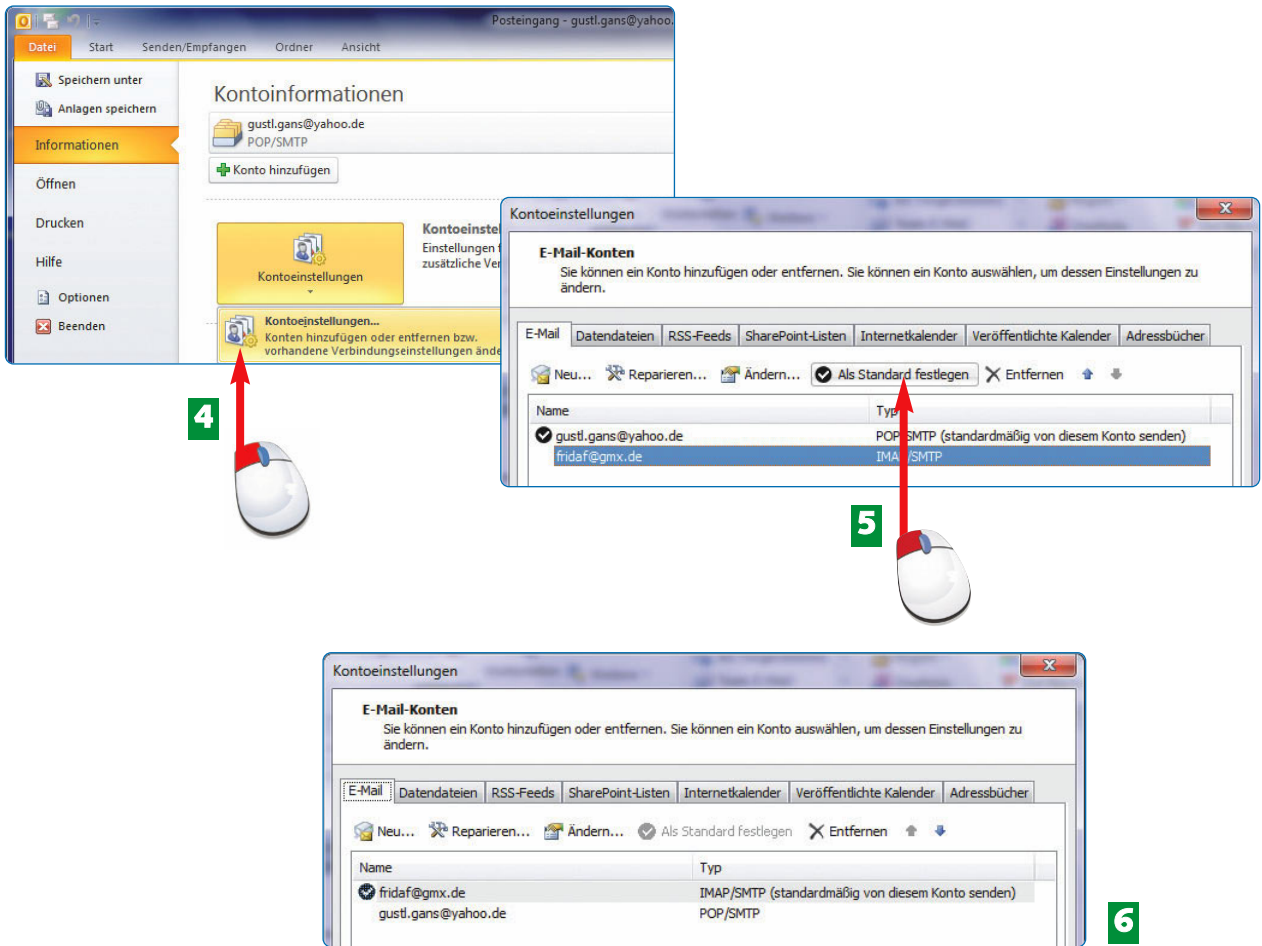 Posteingang - gustl.gans@yahoo.
Datei Start Senden/Empfangen Ordner Ansicht
Speichern unter
Anlagen speichern
Informationen
Öffnen
Drucken
Hilfe
Optionen
Beenden
Kontoinformationen
gustl.gans@yahoo.de
POP/SMTP
Konto hinzufügen
Kontoeinstellungen
Kontoeinstel
Einstellungen f
zusätzliche Ver
Kontoeinstellungen...
Konten hinzufügen oder entfernen bzw.
vorhandene Verbindungseinstellungen ände
4
Kontoeinstellungen
E-Mail-Konten
Sie können ein Konto hinzufügen oder entfernen. Sie können ein Konto auswählen, um dessen Einstellungen zu
ändern.
E-Mail Datendateien RSS-Feeds SharePoint-Listen Internetkalender Veröffentlichte Kalender Adressbücher
Neu... Reparieren... Ändern... Als Standard festlegen Entfernen
Name Typ
gustl.gans@yahoo.de POP/SMTP (standardmäßig von diesem Konto senden)
fridaf@gmx.de IMAP/SMTP
5
Kontoeinstellungen
E-Mail-Konten
Sie können ein Konto hinzufügen oder entfernen. Sie können ein Konto auswählen, um dessen Einstellungen zu
ändern.
E-Mail Datendateien RSS-Feeds SharePoint-Listen Internetkalender Veröffentlichte Kalender Adressbücher
Neu... Reparieren... Ändern... Als Standard festlegen Entfernen
Name Typ
fridaf@gmx.de IMAP/SMTP (standardmäßig von diesem Konto senden)
gustl.gans@yahoo.de POP/SMTP
6